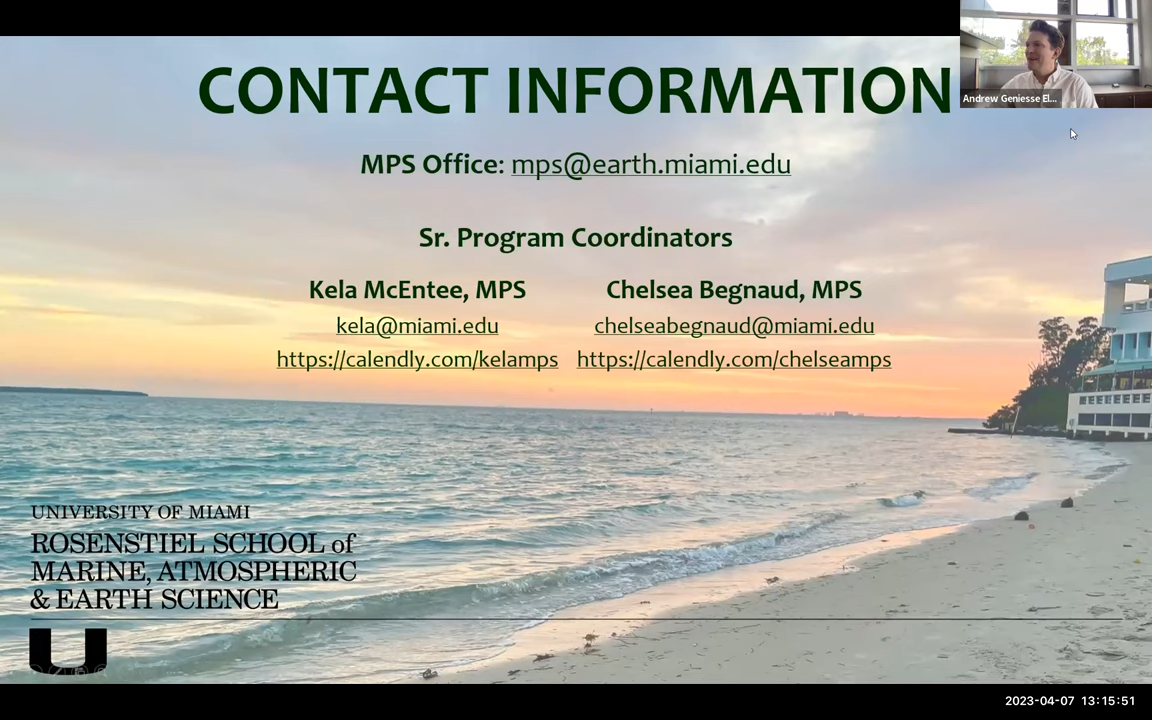 CONTACT INFORMATION
Andrew Geniesse El...
MPS Office: mps@earth.miami.edu
Sr. Program Coordinators
Kela McEntee, MPS
kela@miami.edu
https://calendly.com/kelamps
Chelsea Begnaud, MPS
chelseabegnaud@miami.edu
https://calendly.com/chelseamps
UNIVERSITY OF MIAMI
ROSENSTIEL SCHOOL of
MARINE, ATMOSPHERIC
& EARTH SCIENCE
U
2023-04-07 13:15:51